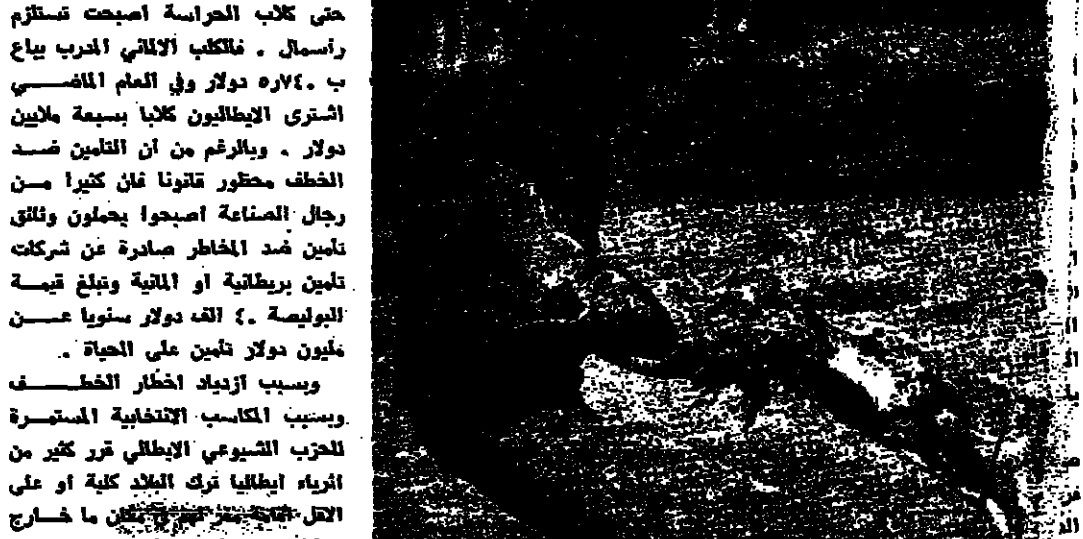 حتى كلاب الحراسة اصبحت تستلزم
رأسمال . فالكلب الالماني المدرب يباع
ب ٥٫٧٤٠ دولار وفي العام الماضي
اشترى الايطاليون كلابا بسبعة ملايين
دولار . وبالرغم من أن التأمين ضد
الخطف محظور قانونا فان كثيرا من
رجال الصناعة اصبحوا يحملون وثائق
تأمين ضد المخاطر صادرة عن شركات
تأمين بريطانية او المانية وتبلغ قيمة
البوليصة ٤٠ الف دولار سنويا عن
مليون دولار تأمين على الحياة .
وبسبب ازدياد اخطار الخطف
وبسبب المكاسب الانتخابية المستمرة
للحزب الشيوعي الايطالي قرر كثير من
اثرياء ايطاليا ترك البلاد كلية او على
الاقل ما خارج